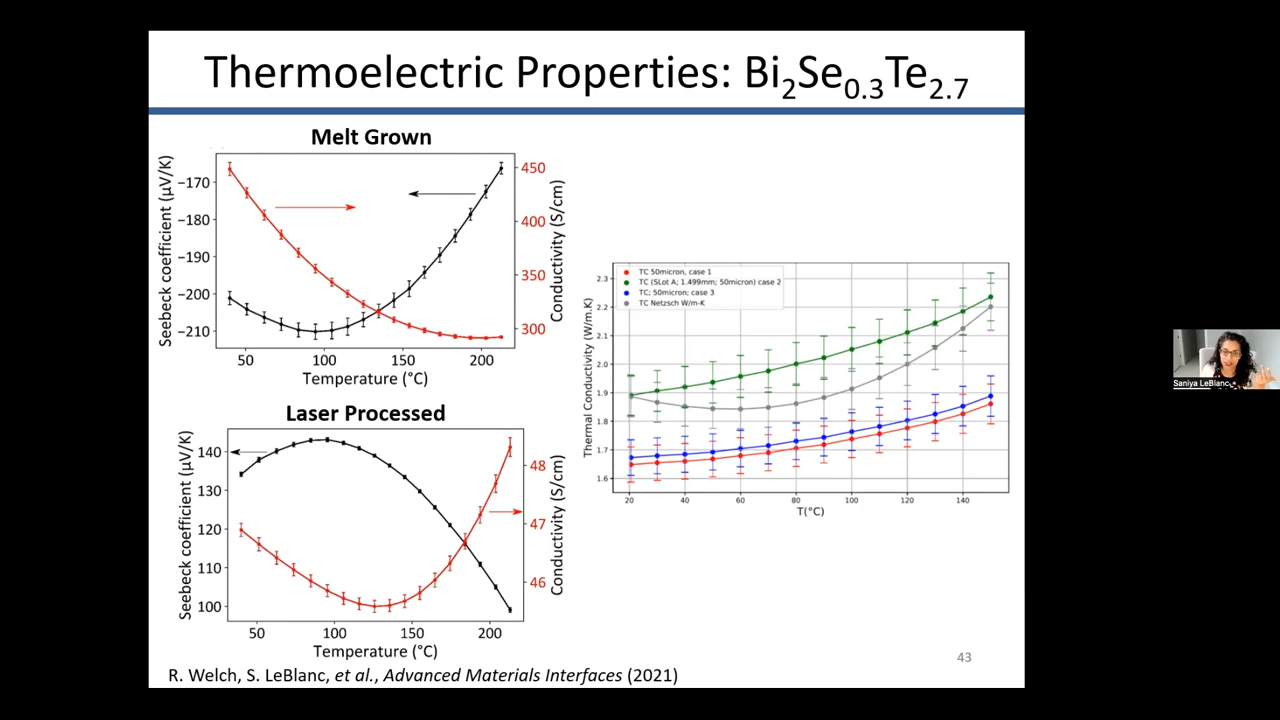 Thermoelectric Properties: Bi2Se0.3Te2.7
Melt Grown
Seebeck coefficient (µV/K)
−170
−180
−190
−200
−210
450
400
350
300
Conductivity (S/cm)
50 100 150 200
Temperature (°C)
Laser Processed
Seebeck coefficient (µV/K)
140
130
120
110
100
48
47
46
Conductivity (S/cm)
50 100 150 200
Temperature (°C)
TC 50micron, case 1
TC (SLot A; 1.499mm; 50micron) case 2
TC; 50micron; case 3
TC Netzsch W/m-K
Thermal Conductivity (W/m.K)
2.3
2.2
2.1
2.0
1.9
1.8
1.7
1.6
20 40 60 80 100 120 140
T(°C)
Saniya LeBlanc
43
R. Welch, S. LeBlanc, et al., Advanced Materials Interfaces (2021)